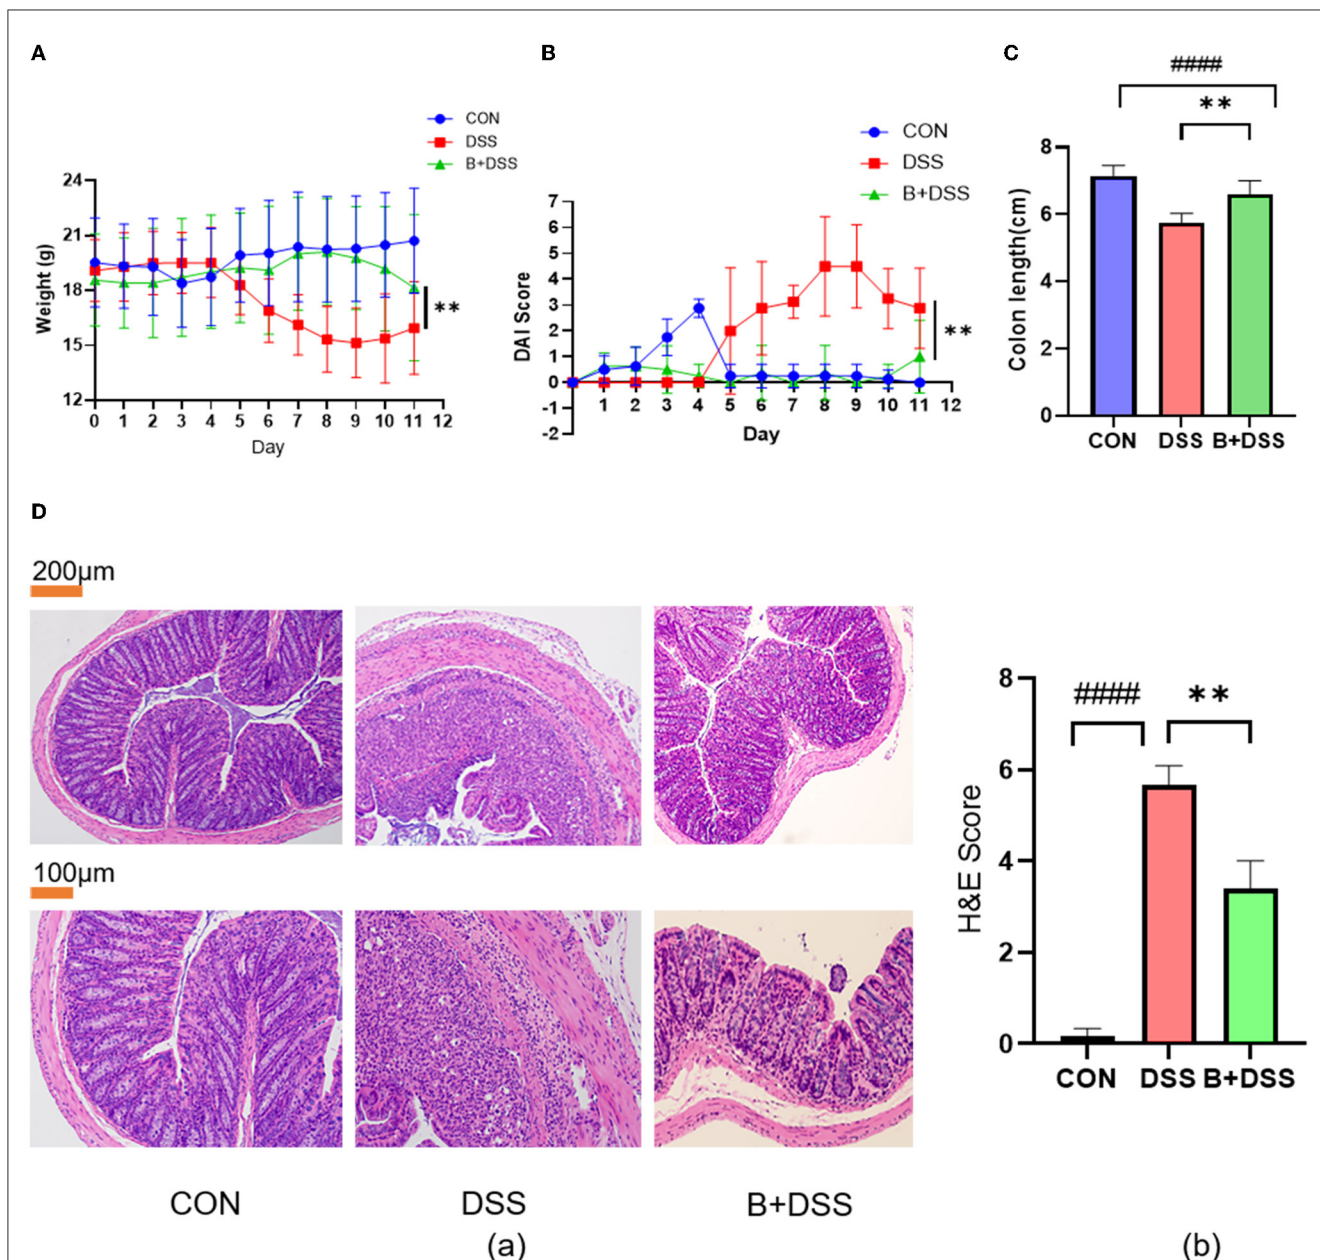 A
CON
DSS
B+DSS
24
21
18
15
12
Weight (g)
**
0 1 2 3 4 5 6 7 8 9 10 11 12
Day
B
CON
DSS
B+DSS
7
6
5
4
3
2
1
0
-1
-2
DAI Score
**
1 2 3 4 5 6 7 8 9 10 11 12
Day
C
####
**
8
6
4
2
0
Colon length(cm)
CON DSS B+DSS
D
200μm
100μm
CON DSS B+DSS
(a)
#### **
8
6
4
2
0
H&E Score
CON DSS B+DSS
(b)